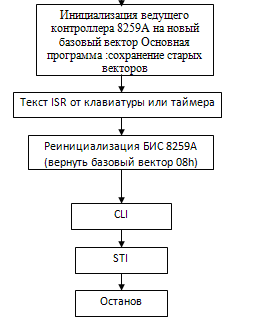 Инициализация ведущего
контроллера 8259А на новый
базовый вектор Основная
программа :сохранение старых
векторов
Текст ISR от клавиатуры или таймера
Реинициализация БИС 8259А
(вернуть базовый вектор 08h)
CLI
STI
Останов